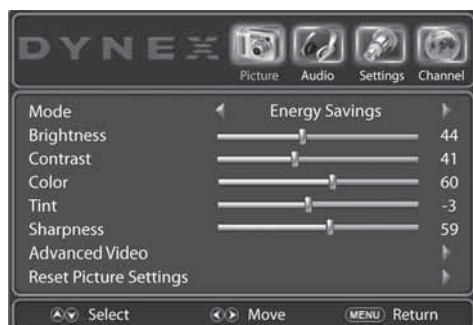 DYNEX
Picture Audio Settings Channel
Mode Energy Savings
Brightness 44
Contrast 41
Color 60
Tint -3
Sharpness 59
Advanced Video
Reset Picture Settings
Select Move MENU Return